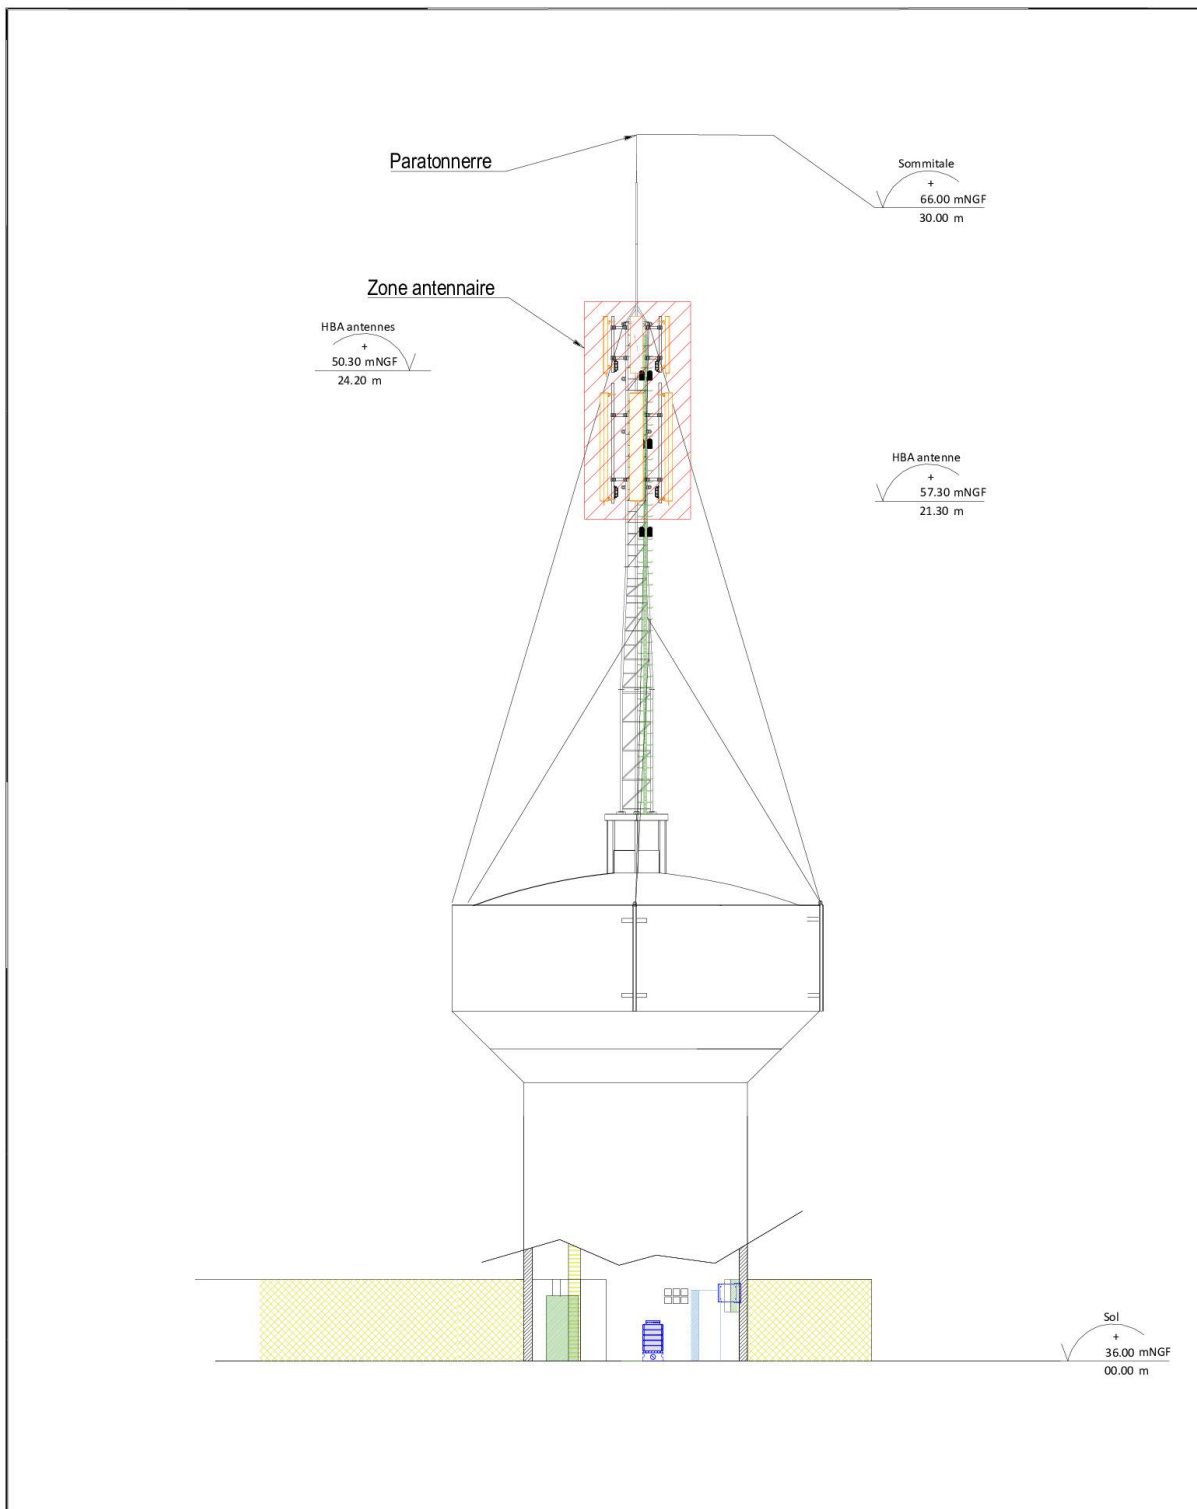 Paratonnerre
Sommitale
+
66.00 mNGF
30.00 m
Zone antennaire
HBA antennes
+
50.30 mNGF
24.20 m
HBA antenne
+
57.30 mNGF
21.30 m
Sol
+
36.00 mNGF
00.00 m